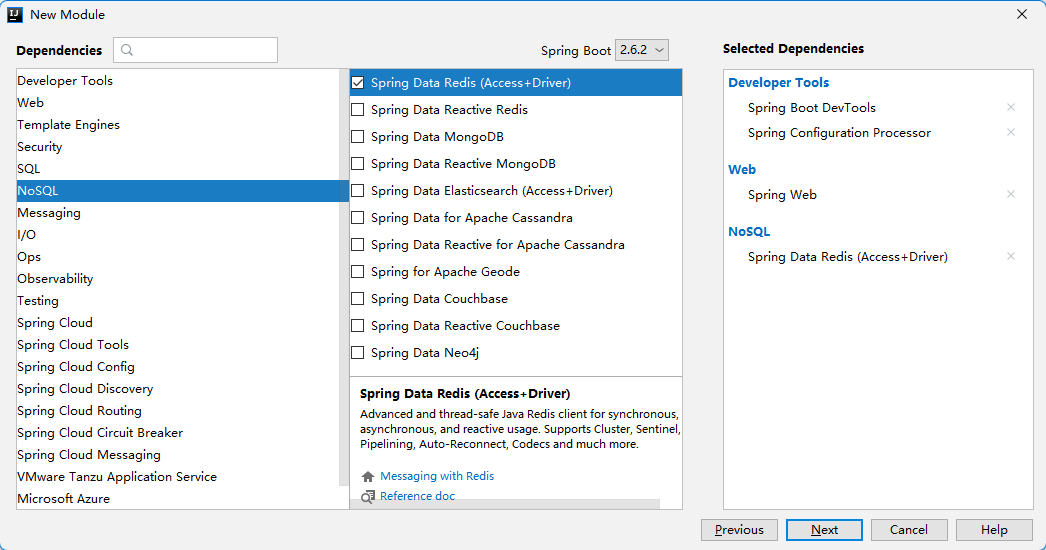 New Module
Dependencies
Spring Boot 2.6.2
Developer Tools
Web
Template Engines
Security
SQL
NoSQL
Messaging
I/O
Ops
Observability
Testing
Spring Cloud
Spring Cloud Tools
Spring Cloud Config
Spring Cloud Discovery
Spring Cloud Routing
Spring Cloud Circuit Breaker
Spring Cloud Messaging
VMware Tanzu Application Service
Microsoft Azure
Spring Data Redis (Access+Driver)
Spring Data Reactive Redis
Spring Data MongoDB
Spring Data Reactive MongoDB
Spring Data Elasticsearch (Access+Driver)
Spring Data for Apache Cassandra
Spring Data Reactive for Apache Cassandra
Spring for Apache Geode
Spring Data Couchbase
Spring Data Reactive Couchbase
Spring Data Neo4j
Spring Data Redis (Access+Driver)
Advanced and thread-safe Java Redis client for synchronous,
asynchronous, and reactive usage. Supports Cluster, Sentinel,
Pipelining, Auto-Reconnect, Codecs and much more.
Messaging with Redis
Reference doc
Selected Dependencies
Developer Tools
Spring Boot DevTools
Spring Configuration Processor
Web
Spring Web
NoSQL
Spring Data Redis (Access+Driver)
Previous
Next
Cancel
Help